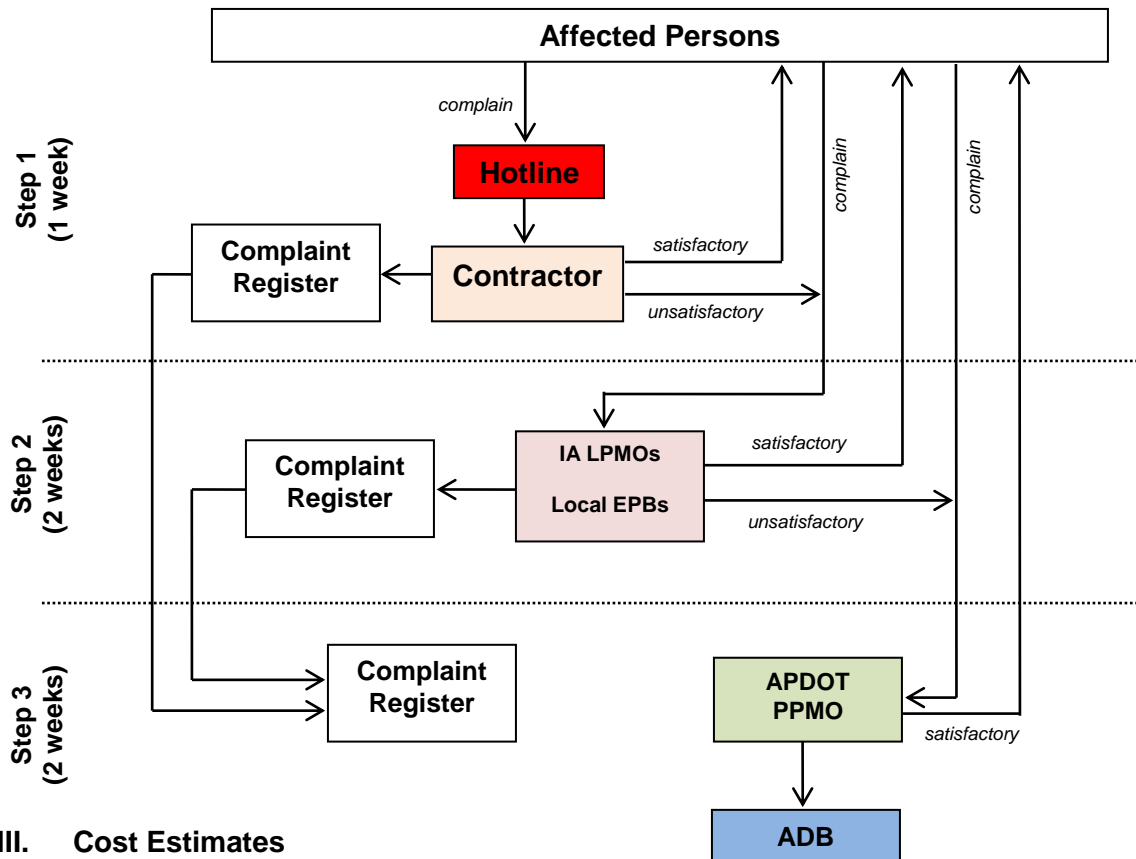 Affected Persons
complain
Step 1
(1 week)
Hotline
complain
complain
Complaint
Register
Contractor
satisfactory
unsatisfactory
Step 2
(2 weeks)
Complaint
Register
IA LPMOs
Local EPBs
satisfactory
unsatisfactory
Step 3
(2 weeks)
Complaint
Register
APDOT
PPMO
satisfactory
ADB
III. Cost Estimates